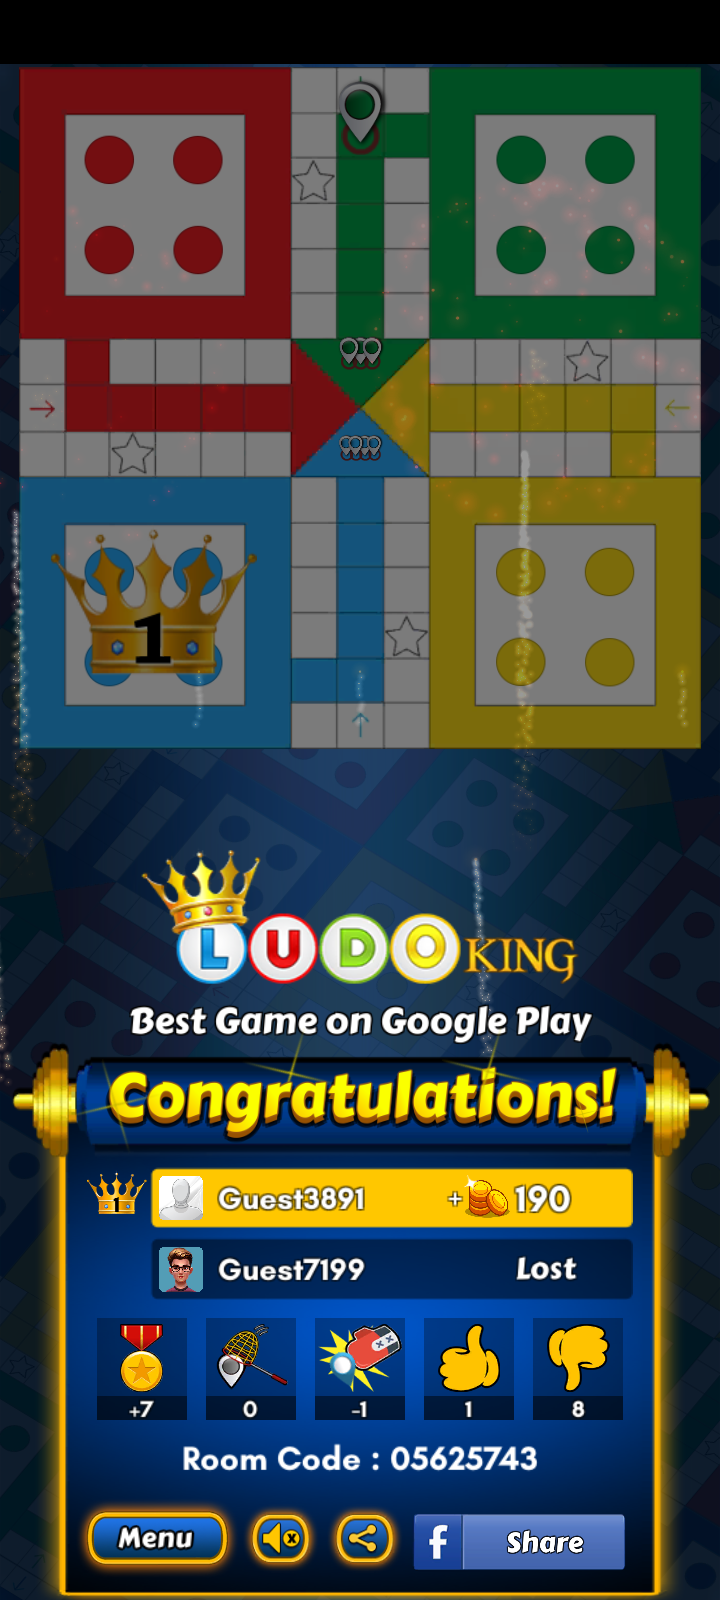 1
LUDO KING
Best Game on Google Play
Congratulations!
1 Guest3891 + 190
Guest7199 Lost
+7 0 -1 1 8
Room Code : 05625743
Menu f Share